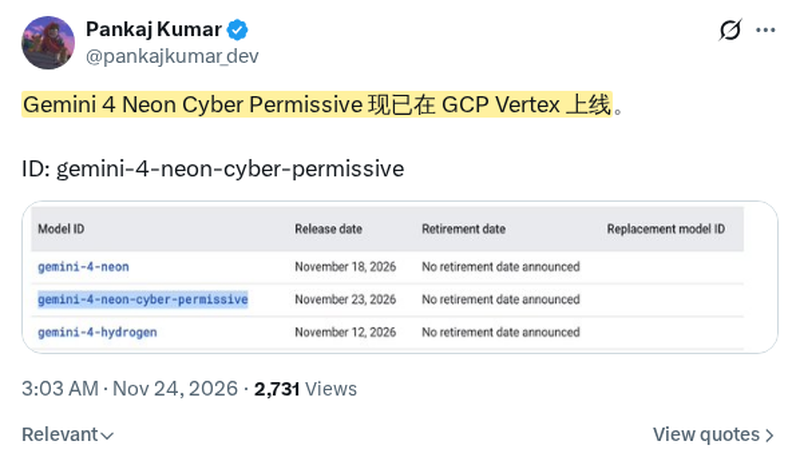 Pankaj Kumar
@pankajkumar_dev
Gemini 4 Neon Cyber Permissive 现已在 GCP Vertex 上线。
ID: gemini-4-neon-cyber-permissive
Model ID Release date Retirement date Replacement model ID
gemini-4-neon November 18, 2026 No retirement date announced
gemini-4-neon-cyber-permissive November 23, 2026 No retirement date announced
gemini-4-hydrogen November 12, 2026 No retirement date announced
3:03 AM · Nov 24, 2026 · 2,731 Views
Relevant View quotes